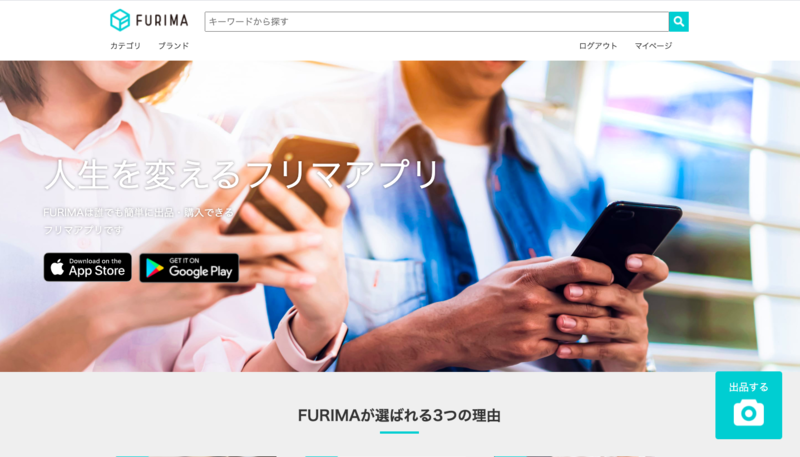 FURIMA
キーワードから探す
カテゴリ
ブランド
ログアウト
マイページ
人生を変えるフリマアプリ
FURIMAは誰でも簡単に出品・購入できる
フリマアプリです
Download on the
App Store
GET IT ON
Google Play
出品する
FURIMAが選ばれる3つの理由